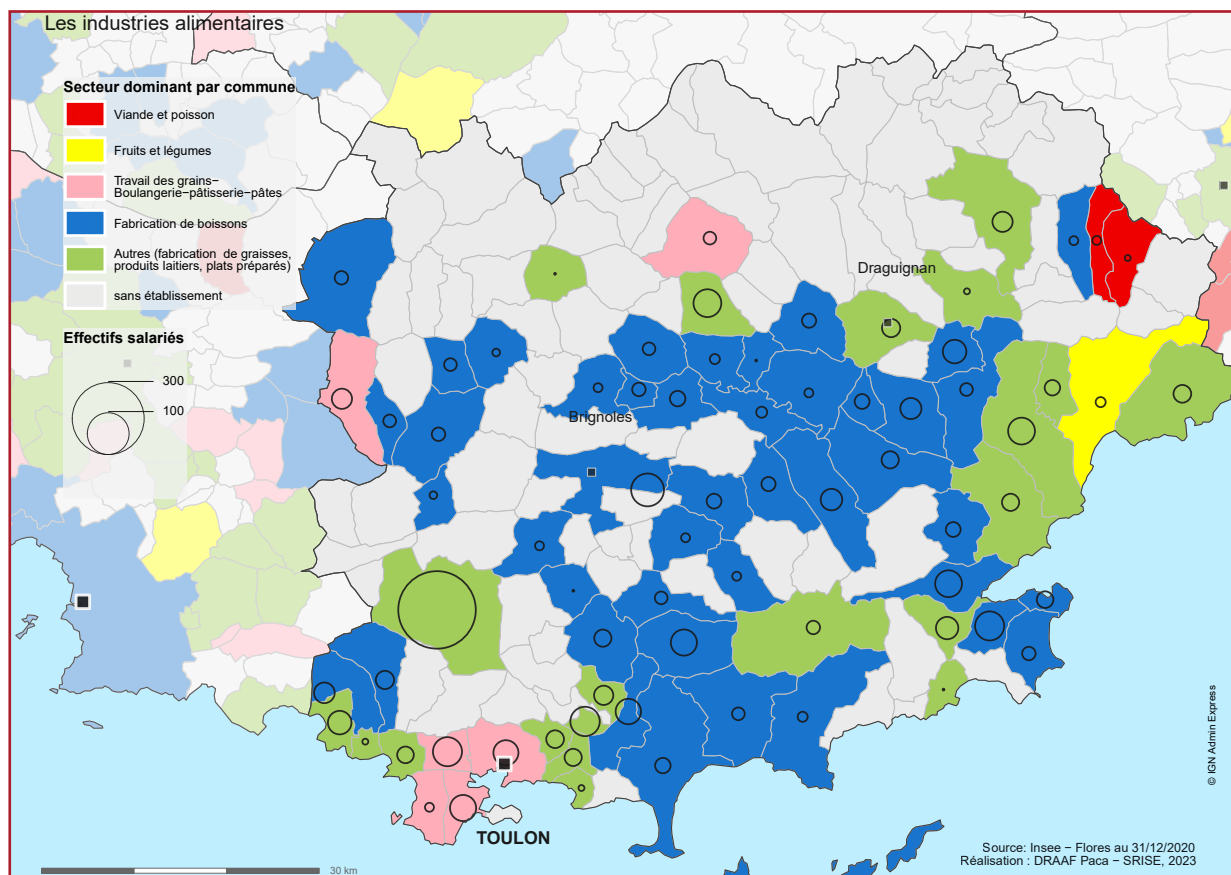 Les industries alimentaires
Secteur dominant par commune
Viande et poisson
Fruits et légumes
Travail des grains−
Boulangerie−pâtisserie−pâtes
Fabrication de boissons
Autres (fabrication de graisses,
produits laitiers, plats préparés)
sans établissement
Effectifs salariés
300
100
Draguignan
Brignoles
TOULON
© IGN Admin Express
Source: Insee − Flores au 31/12/2020
Réalisation : DRAAF Paca − SRISE, 2023
30 km